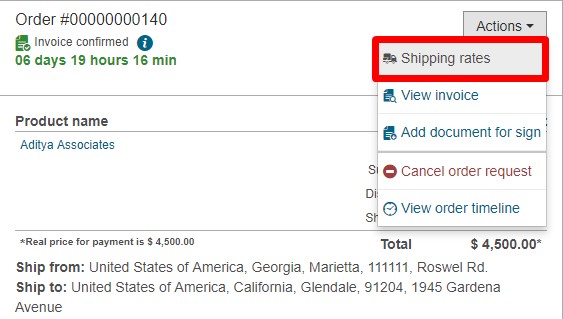 Order #00000000140
Actions
Invoice confirmed
06 days 19 hours 16 min
Shipping rates
View invoice
Add document for sign
Cancel order request
View order timeline
Product name
Aditya Associates
Su
Di
Sh
*Real price for payment is $ 4,500.00
Total $ 4,500.00*
Ship from: United States of America, Georgia, Marietta, 111111, Roswel Rd.
Ship to: United States of America, California, Glendale, 91204, 1945 Gardena
Avenue